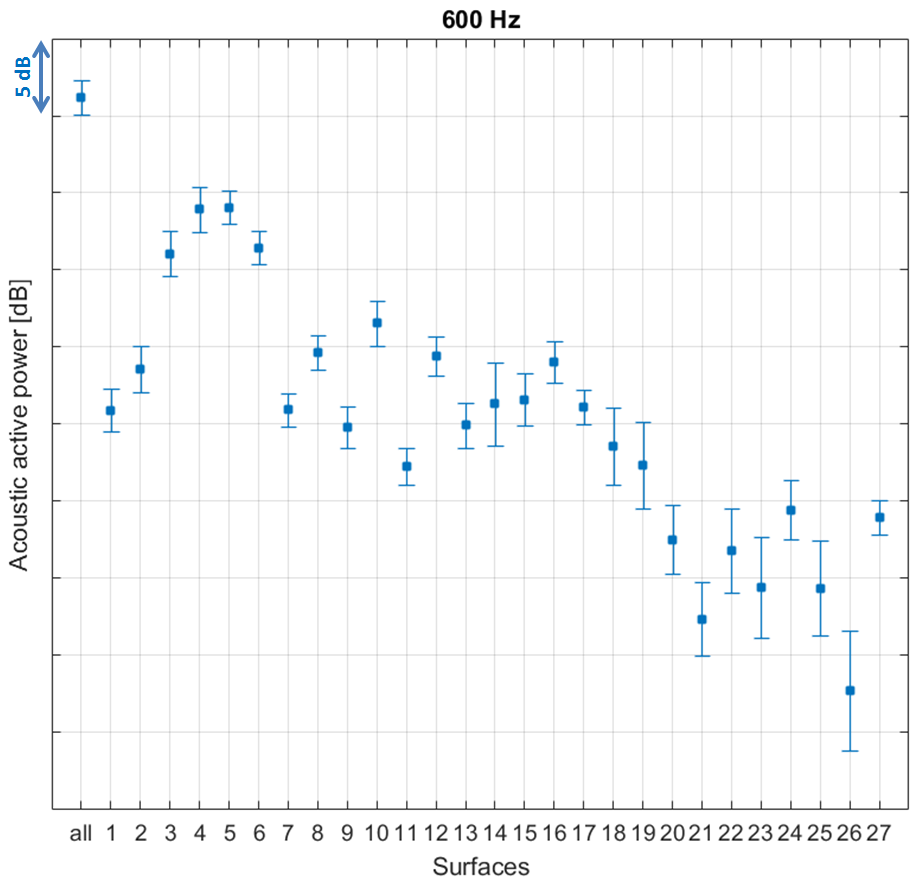 600 Hz
5 dB
Acoustic active power [dB]
all 1 2 3 4 5 6 7 8 9 10 11 12 13 14 15 16 17 18 19 20 21 22 23 24 25 26 27
Surfaces